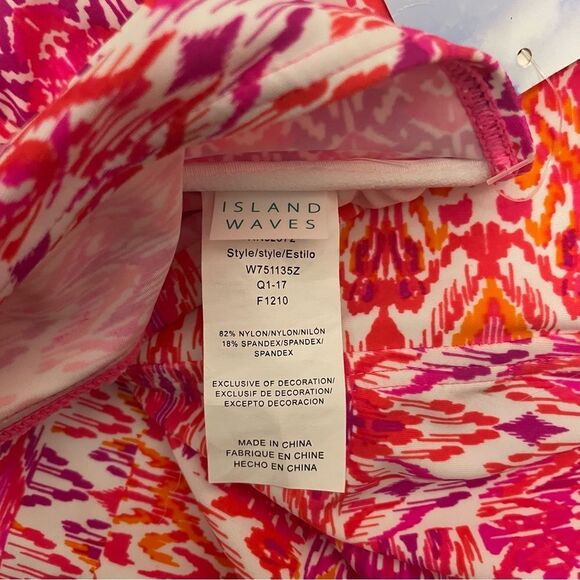 ISLAND
WAVES
Style/style/Estilo
W751135Z
Q1-17
F1210
82% NYLON/NYLON/NILÓN
18% SPANDEX/SPANDEX/
SPANDEX
EXCLUSIVE OF DECORATION/
EXCLUSIF DE DECORATION/
EXCEPTO DECORACION
MADE IN CHINA
FABRIQUE EN CHINE
HECHO EN CHINA